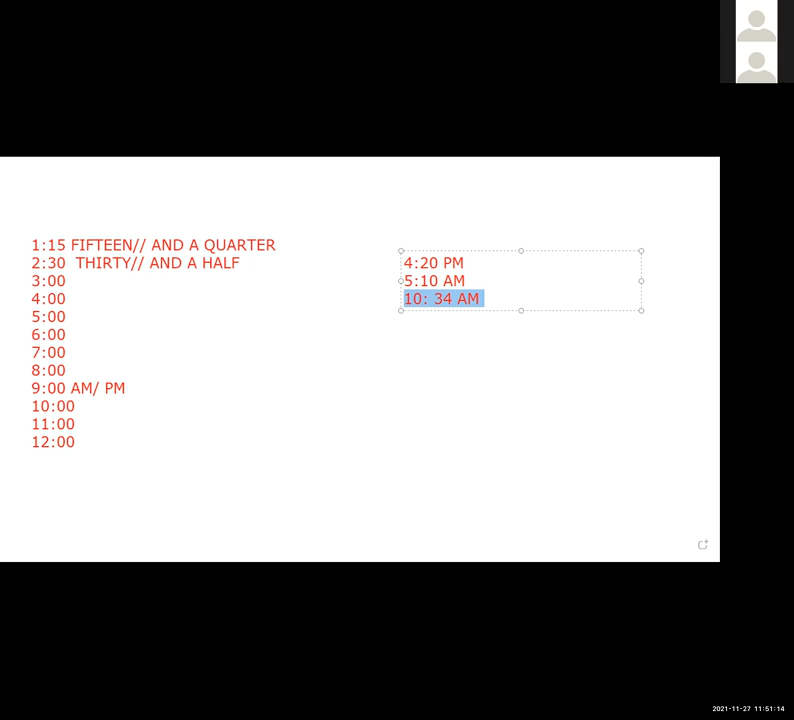 1:15 FIFTEEN// AND A QUARTER
2:30 THIRTY// AND A HALF
3:00
4:00
5:00
6:00
7:00
8:00
9:00 AM/ PM
10:00
11:00
12:00
4:20 PM
5:10 AM
10: 34 AM
2021-11-27 11:51:14